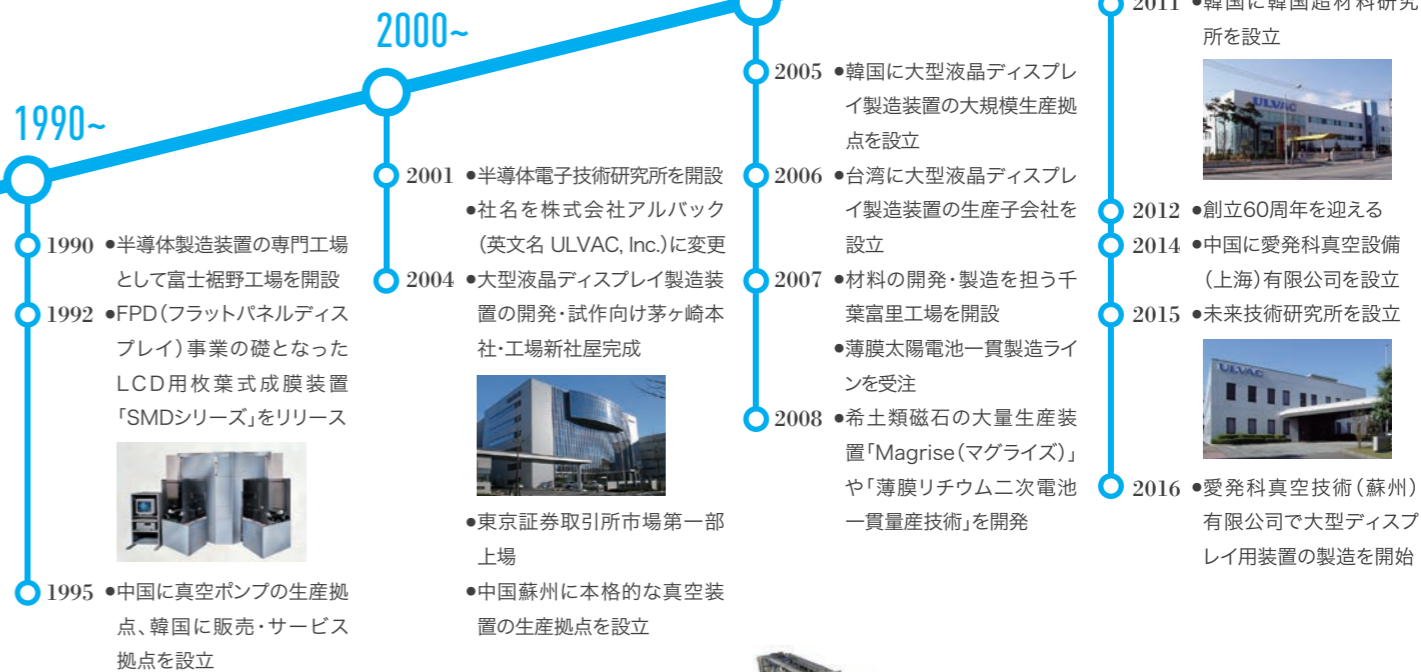 1990~
1990 ●半導体製造装置の専門工場
として富士裾野工場を開設
1992 ●FPD(フラットパネルディス
プレイ)事業の礎となった
LCD用枚葉式成膜装置
「SMDシリーズ」をリリース
1995 ●中国に真空ポンプの生産拠
点、韓国に販売・サービス
拠点を設立
2000~
2001 ●半導体電子技術研究所を開設
●社名を株式会社アルバック
(英文名 ULVAC, Inc.)に変更
2004 ●大型液晶ディスプレイ製造装
置の開発・試作向け茅ヶ崎本
社・工場新社屋完成
●東京証券取引所市場第一部
上場
●中国蘇州に本格的な真空装
置の生産拠点を設立
2005 ●韓国に大型液晶ディスプレ
イ製造装置の大規模生産拠
点を設立
2006 ●台湾に大型液晶ディスプレ
イ製造装置の生産子会社を
設立
2007 ●材料の開発・製造を担う千
葉富里工場を開設
●薄膜太陽電池一貫製造ライ
ンを受注
2008 ●希土類磁石の大量生産装
置「Magrise(マグライズ)」
や「薄膜リチウム二次電池
一貫量産技術」を開発
2011 ●韓国に韓国超材料研究
所を設立
ULVAC
2012 ●創立60周年を迎える
2014 ●中国に愛発科真空設備
(上海)有限公司を設立
2015 ●未来技術研究所を設立
ULVAC
2016 ●愛発科真空技術(蘇州)
有限公司で大型ディスプ
レイ用装置の製造を開始